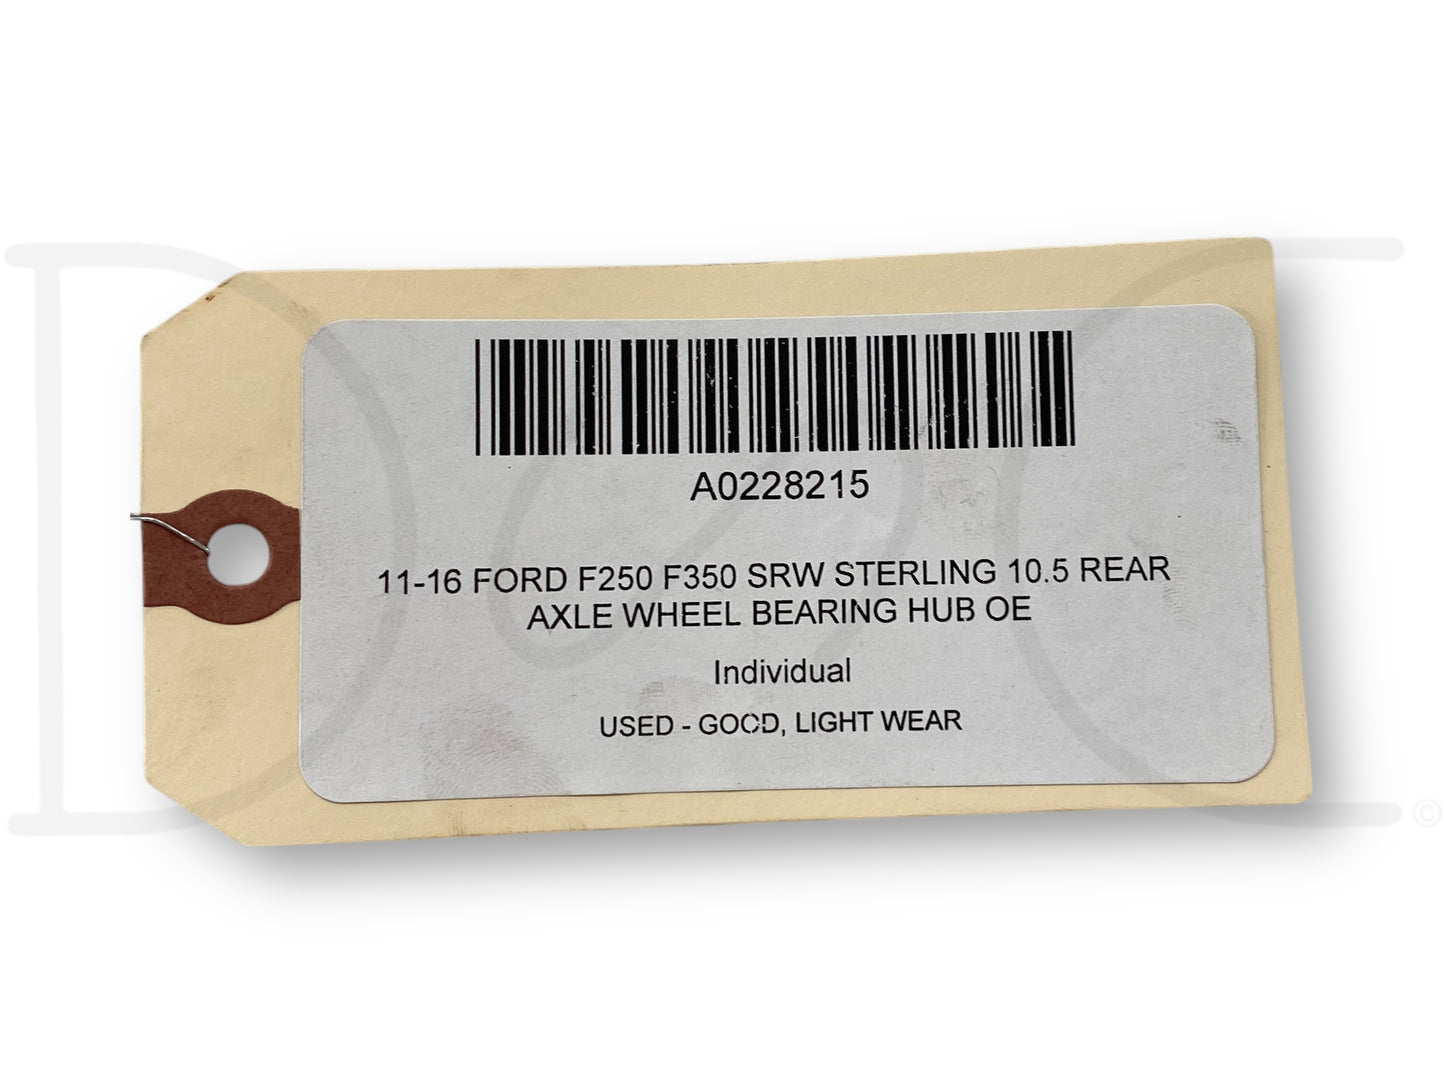 A0228215
11-16 FORD F250 F350 SRW STERLING 10.5 REAR
AXLE WHEEL BEARING HUB OE
Individual
USED - GOOD, LIGHT WEAR
©